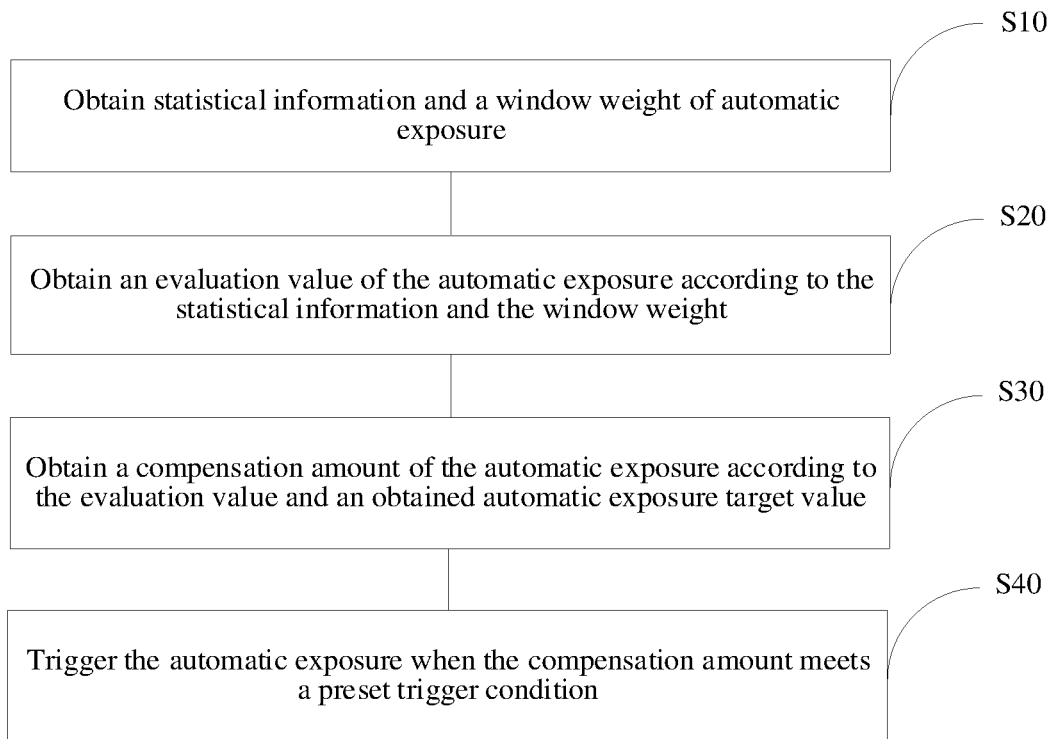 S10
Obtain statistical information and a window weight of automatic
exposure
S20
Obtain an evaluation value of the automatic exposure according to the
statistical information and the window weight
S30
Obtain a compensation amount of the automatic exposure according to
the evaluation value and an obtained automatic exposure target value
S40
Trigger the automatic exposure when the compensation amount meets
a preset trigger condition